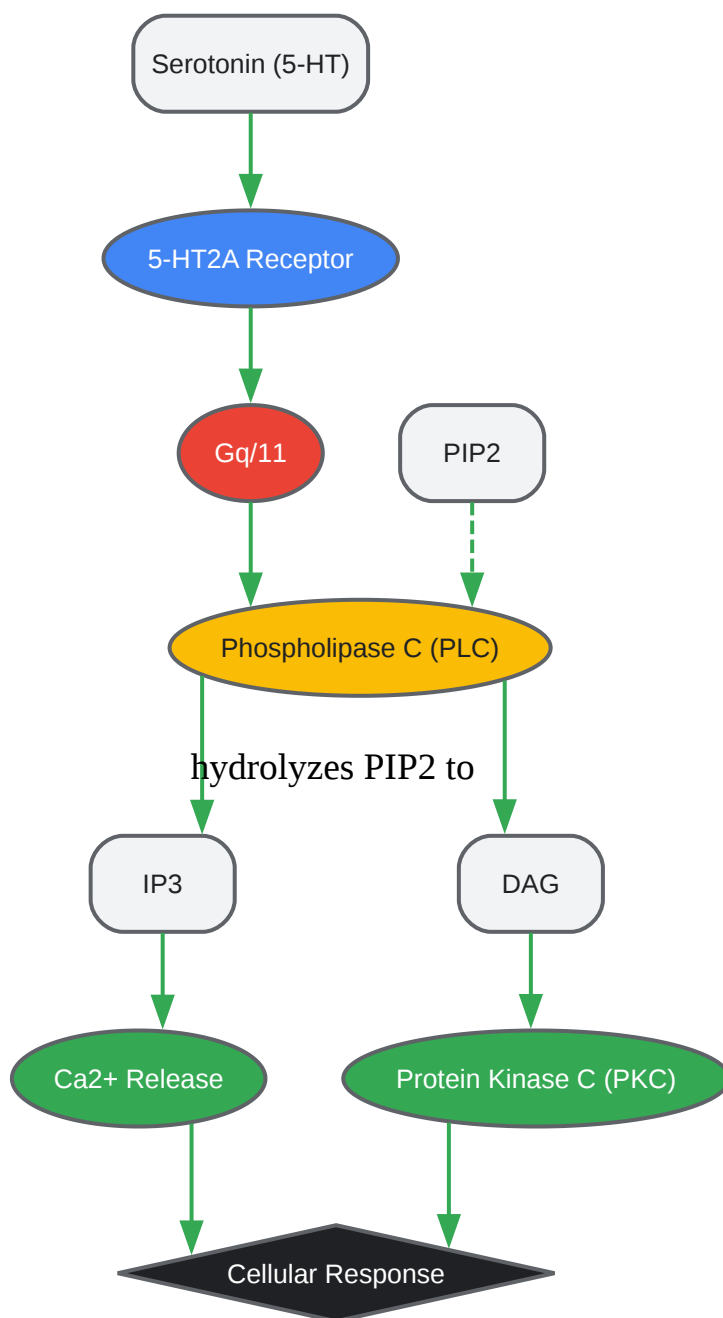 Serotonin (5-HT)
5-HT2A Receptor
Gq/11
PIP2
Phospholipase C (PLC)
hydrolyzes PIP2 to
IP3
DAG
Ca2+ Release
Protein Kinase C (PKC)
Cellular Response